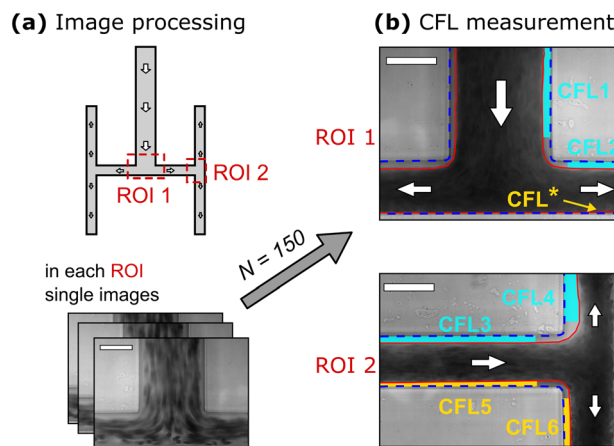 (a) Image processing
ROI 1
ROI 2
in each ROI
single images
N = 150
(b) CFL measurement
ROI 1
CFL1
CFL2
CFL*
ROI 2
CFL4
CFL3
CFL5
CFL6